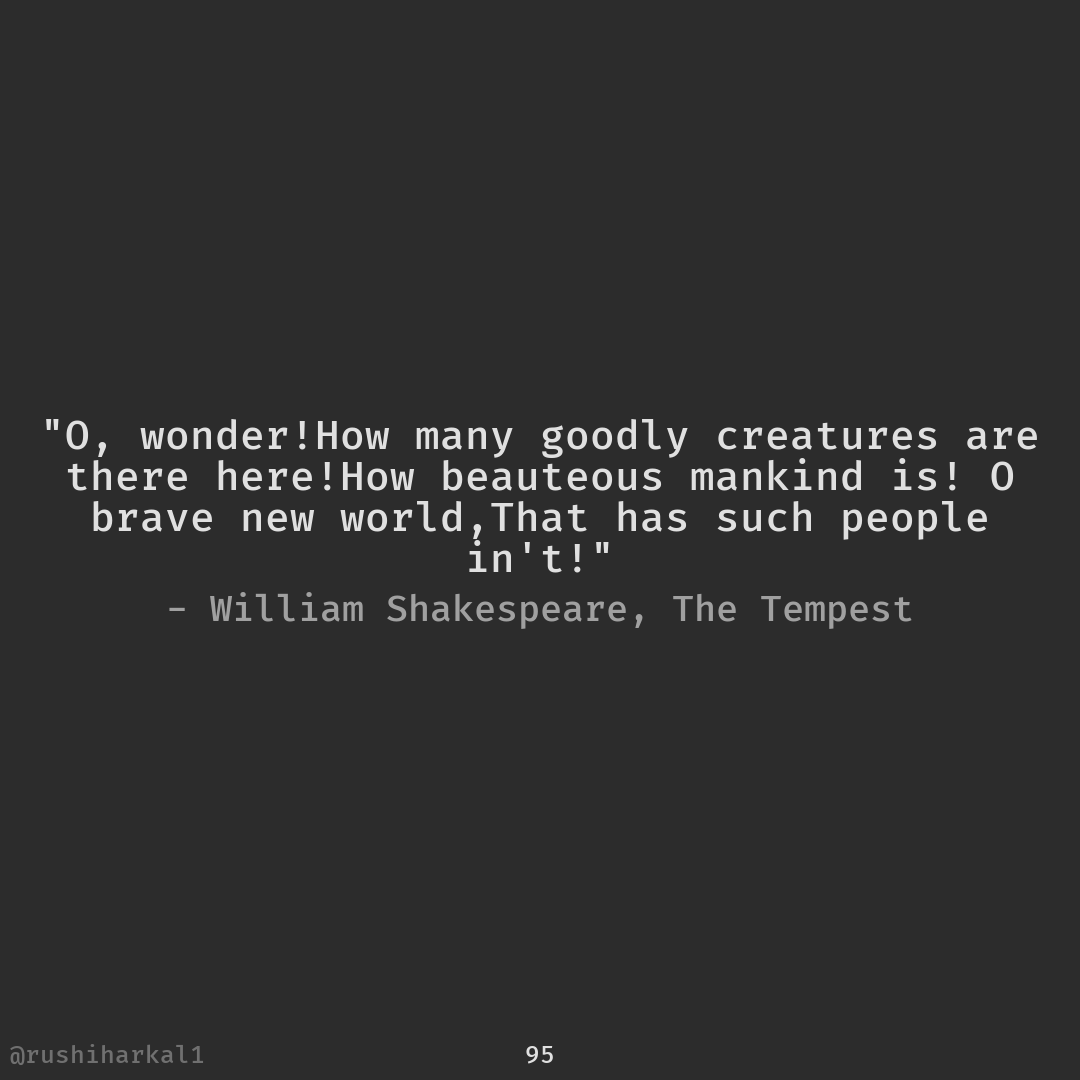 "O, wonder!How many goodly creatures are
there here!How beauteous mankind is! O
brave new world,That has such people
in't!"
- William Shakespeare, The Tempest
@rushiharkal1
95